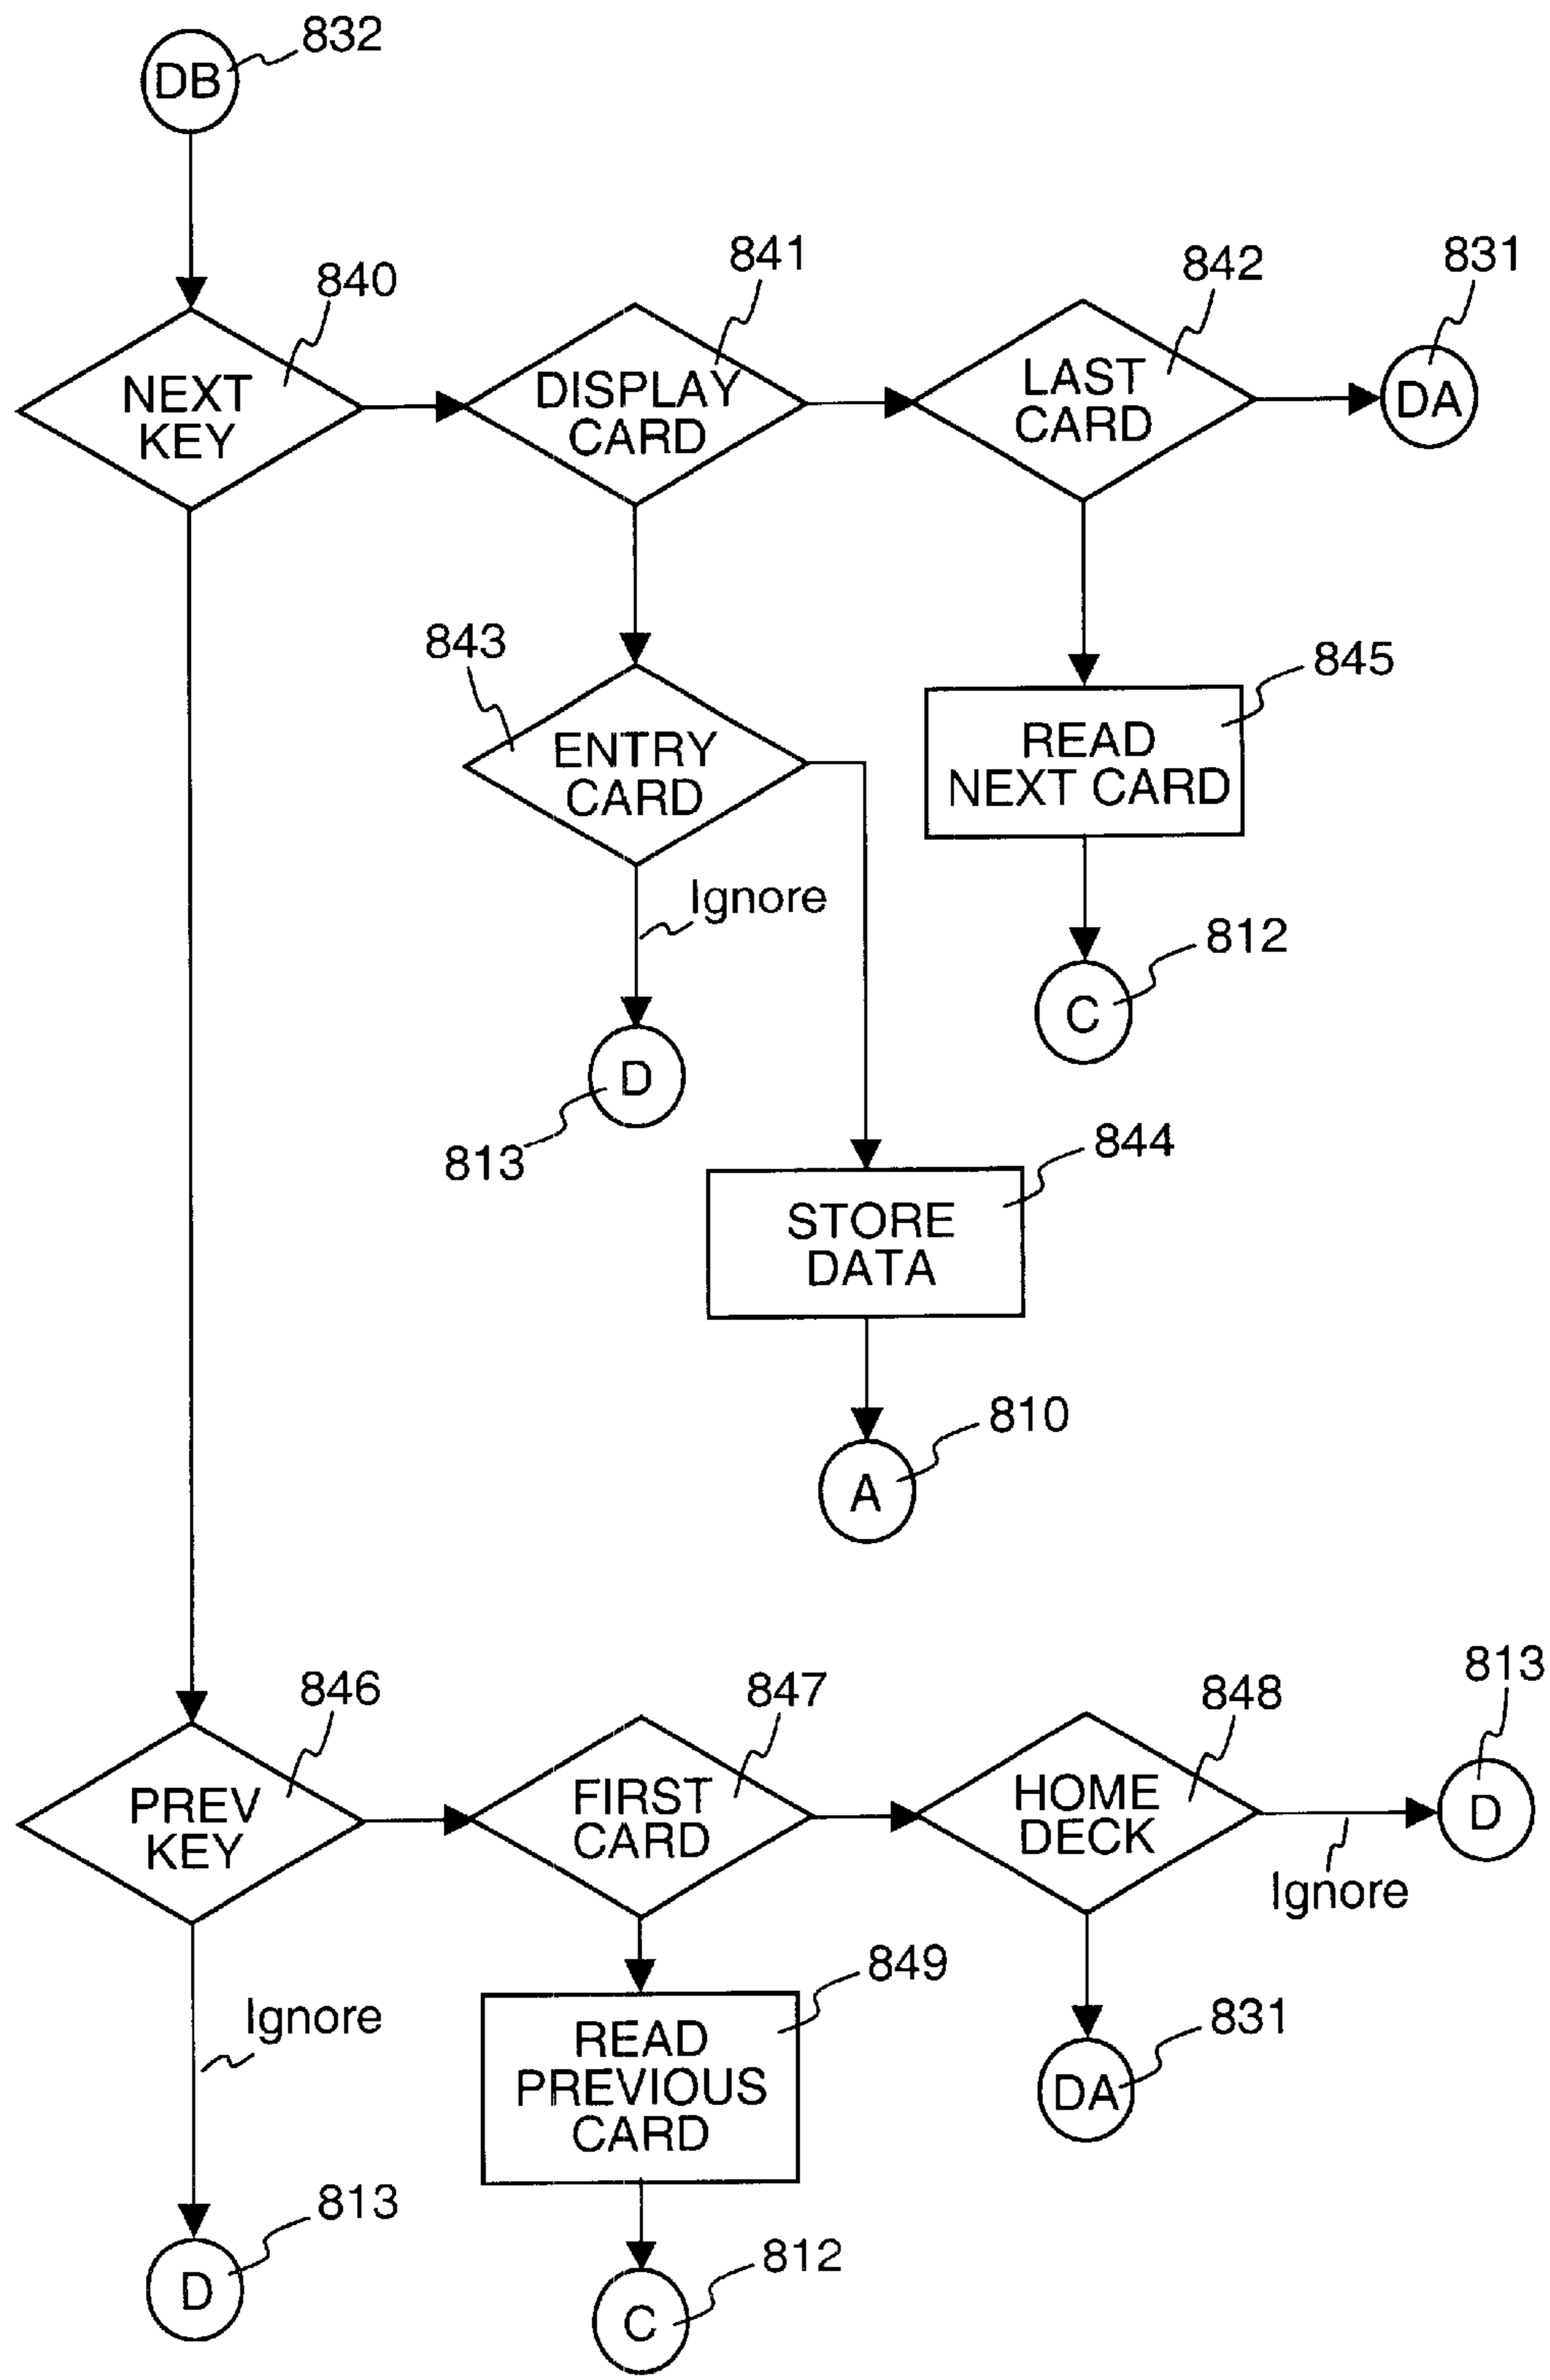 832
DB
840
841
842
831
NEXT
KEY
DISPLAY
CARD
LAST
CARD
DA
843
845
ENTRY
CARD
READ
NEXT CARD
Ignore
812
C
D
813
844
STORE
DATA
810
A
846
847
848
813
PREV
KEY
FIRST
CARD
HOME
DECK
D
Ignore
849
Ignore
READ
PREVIOUS
CARD
831
DA
813
D
812
C